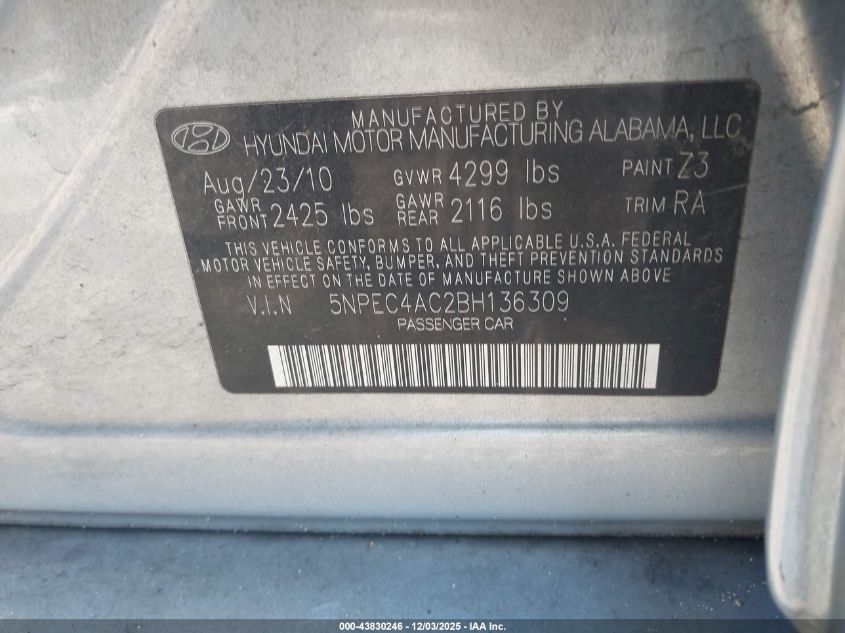 MANUFACTURED BY
HYUNDAI MOTOR MANUFACTURING ALABAMA, LLC
Aug/23/10 GVWR 4299 lbs PAINT Z3
GAWR FRONT 2425 lbs GAWR REAR 2116 lbs TRIM RA
THIS VEHICLE CONFORMS TO ALL APPLICABLE U.S.A. FEDERAL
MOTOR VEHICLE SAFETY, BUMPER, AND THEFT PREVENTION STANDARDS
IN EFFECT ON THE DATE OF MANUFACTURE SHOWN ABOVE
V.I.N 5NPEC4AC2BH136309
PASSENGER CAR
000-43830246 - 12/03/2025 - IAA Inc.